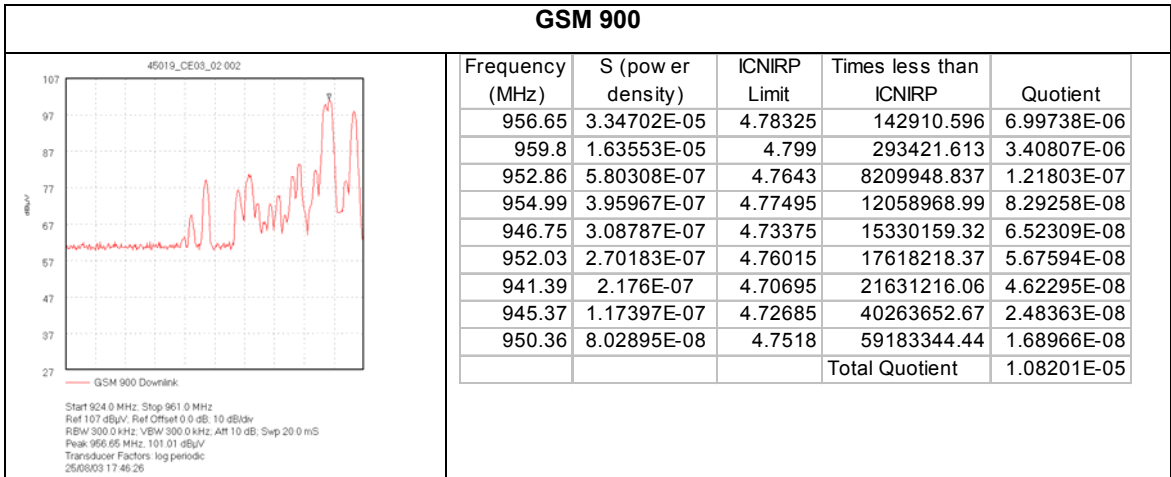 GSM 900
45019_CE03_02 002
107
97
87
77
67
57
47
37
27
dBµV
GSM 900 Downlink
Start 924.0 MHz; Stop 961.0 MHz
Ref 107 dBµV; Ref Offset 0.0 dB; 10 dB/div
RBW 300.0 kHz; VBW 300.0 kHz; Att 10 dB; Swp 20.0 mS
Peak 956.65 MHz, 101.01 dBµV
Transducer Factors: log periodic
25/08/03 17:46:26
Frequency (MHz) S (pow er density) ICNIRP Limit Times less than ICNIRP Quotient
956.65 3.34702E-05 4.78325 142910.596 6.99738E-06
959.8 1.63553E-05 4.799 293421.613 3.40807E-06
952.86 5.80308E-07 4.7643 8209948.837 1.21803E-07
954.99 3.95967E-07 4.77495 12058968.99 8.29258E-08
946.75 3.08787E-07 4.73375 15330159.32 6.52309E-08
952.03 2.70183E-07 4.76015 17618218.37 5.67594E-08
941.39 2.176E-07 4.70695 21631216.06 4.62295E-08
945.37 1.17397E-07 4.72685 40263652.67 2.48363E-08
950.36 8.02895E-08 4.7518 59183344.44 1.68966E-08
Total Quotient 1.08201E-05